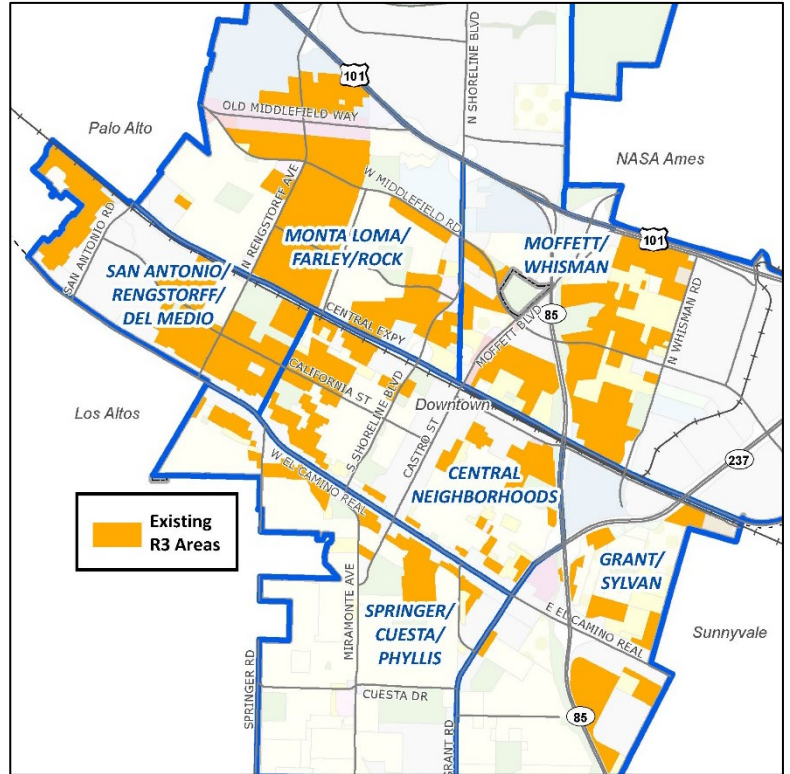 101
N SHORELINE BLVD
OLD MIDDLEFIELD WAY
Palo Alto
NASA Ames
W MIDDLEFIELD RD
N RENGSTORFF AVE
SAN ANTONIO RD
MONTA LOMA/
FARLEY/ROCK
MOFFETT/
WHISMAN
101
SAN ANTONIO/
RENGSTORFF/
DEL MEDIO
N WHISMAN RD
85
MOFFETT BLVD
CENTRAL EXPY
CALIFORNIA ST
S SHORELINE BLVD
Downtown
CASTRO ST
Los Altos
237
CENTRAL
NEIGHBORHOODS
W EL CAMINO REAL
Existing
R3 Areas
GRANT/
SYLVAN
MIRAMONTE AVE
SPRINGER/
CUESTA/
PHYLLIS
E EL CAMINO REAL
Sunnyvale
SPRINGER RD
CUESTA DR
GRANT RD
85